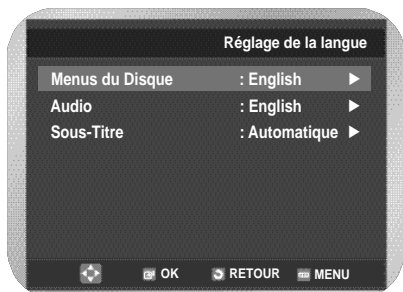 Réglage de la langue
Menus du Disque : English ▶
Audio : English ▶
Sous-Titre : Automatique ▶
OK RETOUR MENU